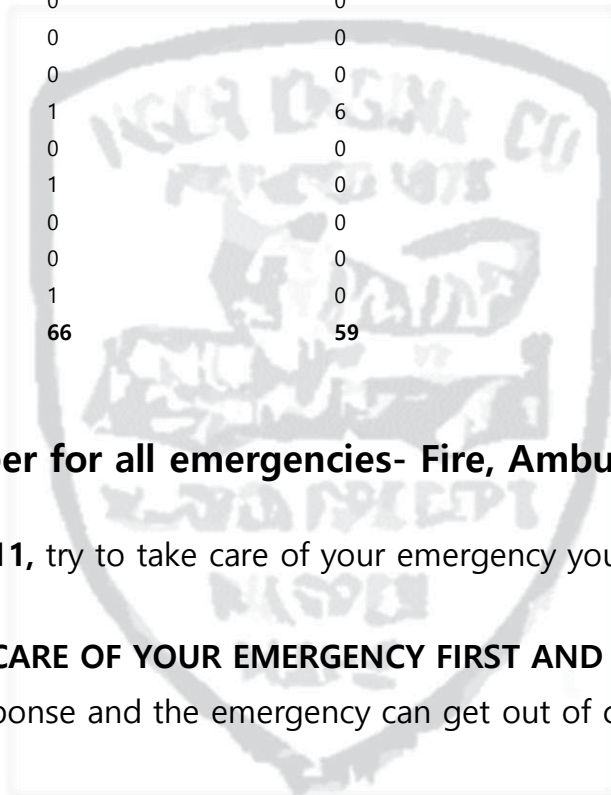 0 0
0 0
0 0
1 6
0 0
1 0
0 0
0 0
1 0
66 59
er for all emergencies- Fire, Ambu
11, try to take care of your emergency you
CARE OF YOUR EMERGENCY FIRST AND
ponse and the emergency can get out of